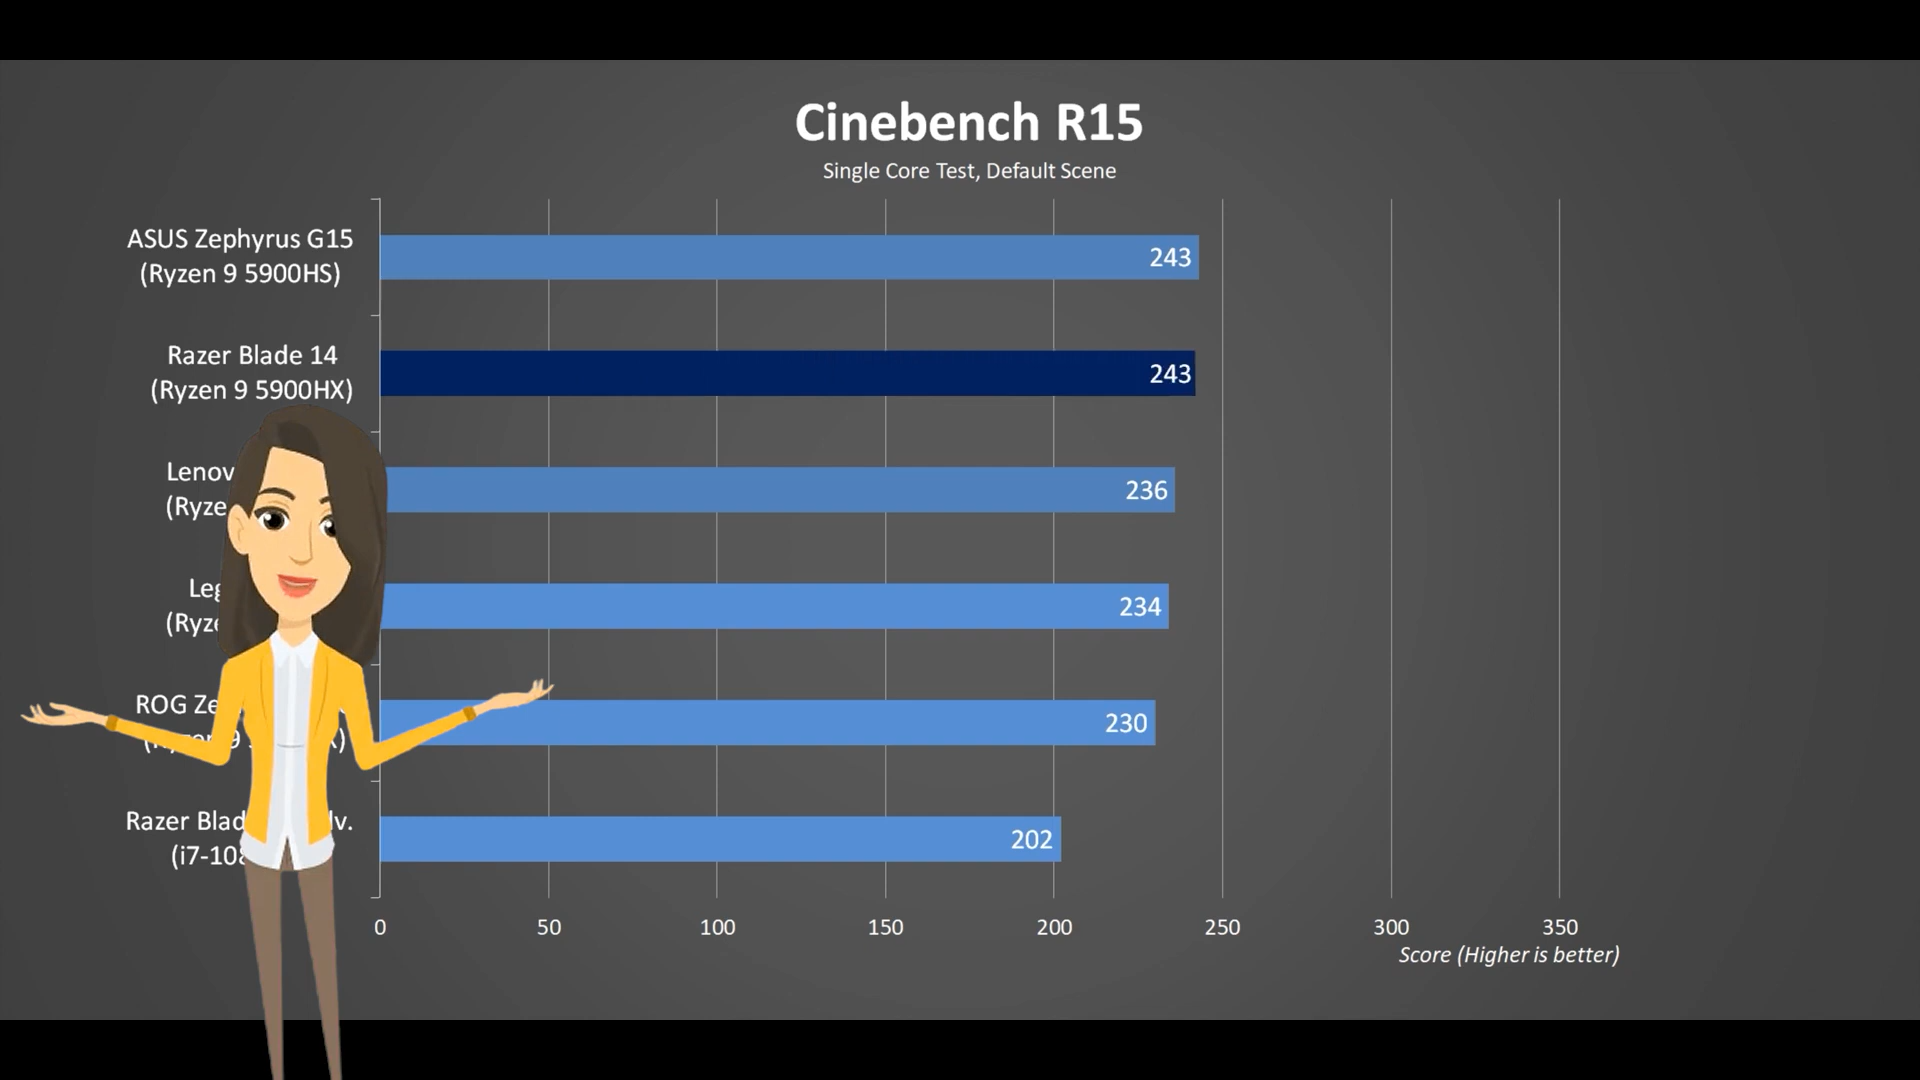 Cinebench R15
Single Core Test, Default Scene
ASUS Zephyrus G15
(Ryzen 9 5900HS)
243
Razer Blade 14
(Ryzen 9 5900HX)
243
236
234
ROG
230
Razer
202
0 50 100 150 200 250 300 350
Score (Higher is better)